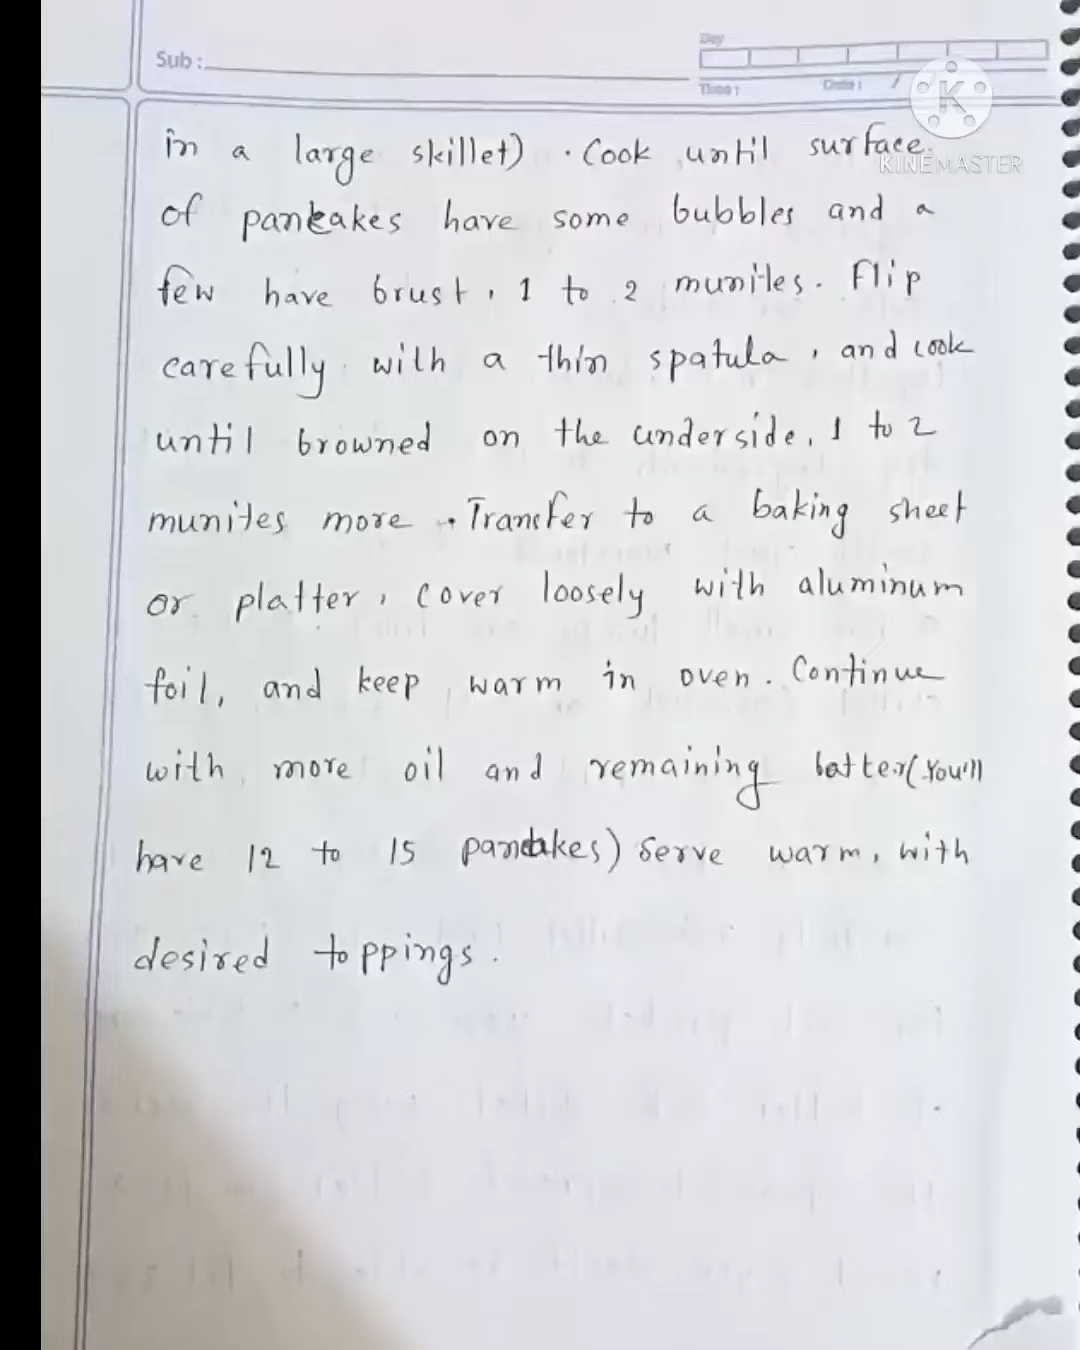 Sub :
Day
Time :
Date : /
K
KINEMASTER
in a large skillet) . Cook until surface
of pancakes have some bubbles and a
few have brust, 1 to 2 munites. Flip
carefully with a thin spatula, and cook
until browned on the underside, 1 to 2
munites more . Transfer to a baking sheet
or platter, cover loosely with aluminum
foil, and keep warm in oven. Continue
with more oil and remaining batter(You'll
have 12 to 15 pancakes) Serve warm, with
desired toppings.